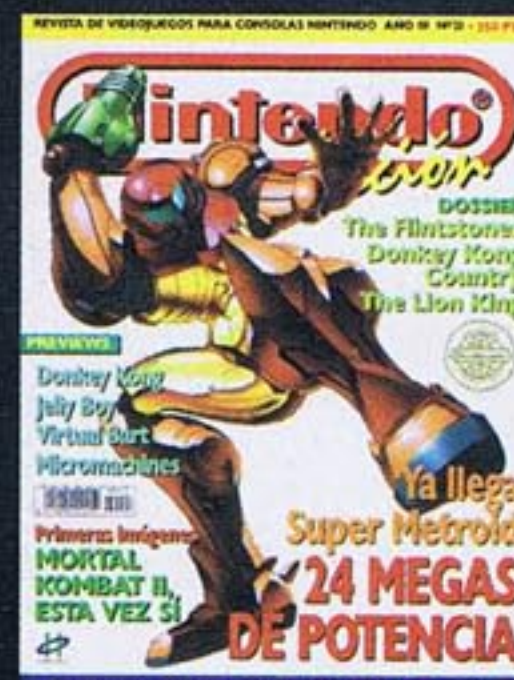 REVISTA DE VIDEOJUEGOS PARA CONSOLAS NINTENDO AÑO III Nº21
Nintendo®
DOSSIER
The Flintstones
Donkey Kong
Country
The Lion King
PREVIEWS
Donkey Kong
Jelly Boy
Virtual Bart
Micromachines
Primeras Imágenes
MORTAL
KOMBAT II,
ESTA VEZ SÍ
Ya llega
Super Metroid
24 MEGAS
DE POTENCIA